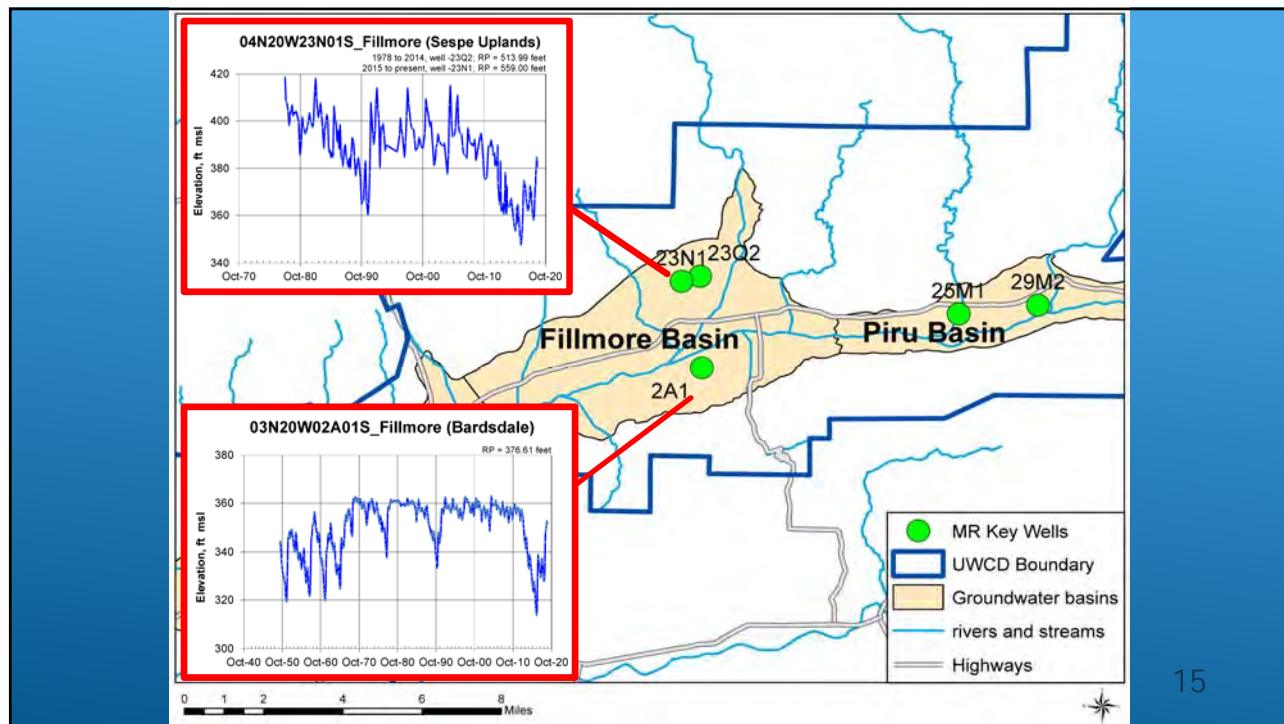 04N20W23N01S_Fillmore (Sespe Uplands)
1978 to 2014, well -23Q2; RP = 513.99 feet
2015 to present, well -23N1; RP = 559.00 feet
Elevation, ft msl
420
400
380
360
340
Oct-70
Oct-80
Oct-90
Oct-00
Oct-10
Oct-20
23N1
23Q2
25M1
29M2
Fillmore Basin
Piru Basin
2A1
03N20W02A01S_Fillmore (Bardsdale)
RP = 376.61 feet
Elevation, ft msl
380
360
340
320
300
Oct-40
Oct-50
Oct-60
Oct-70
Oct-80
Oct-90
Oct-00
Oct-10
Oct-20
MR Key Wells
UWCD Boundary
Groundwater basins
rivers and streams
Highways
0 1 2 4 6 8
Miles
15